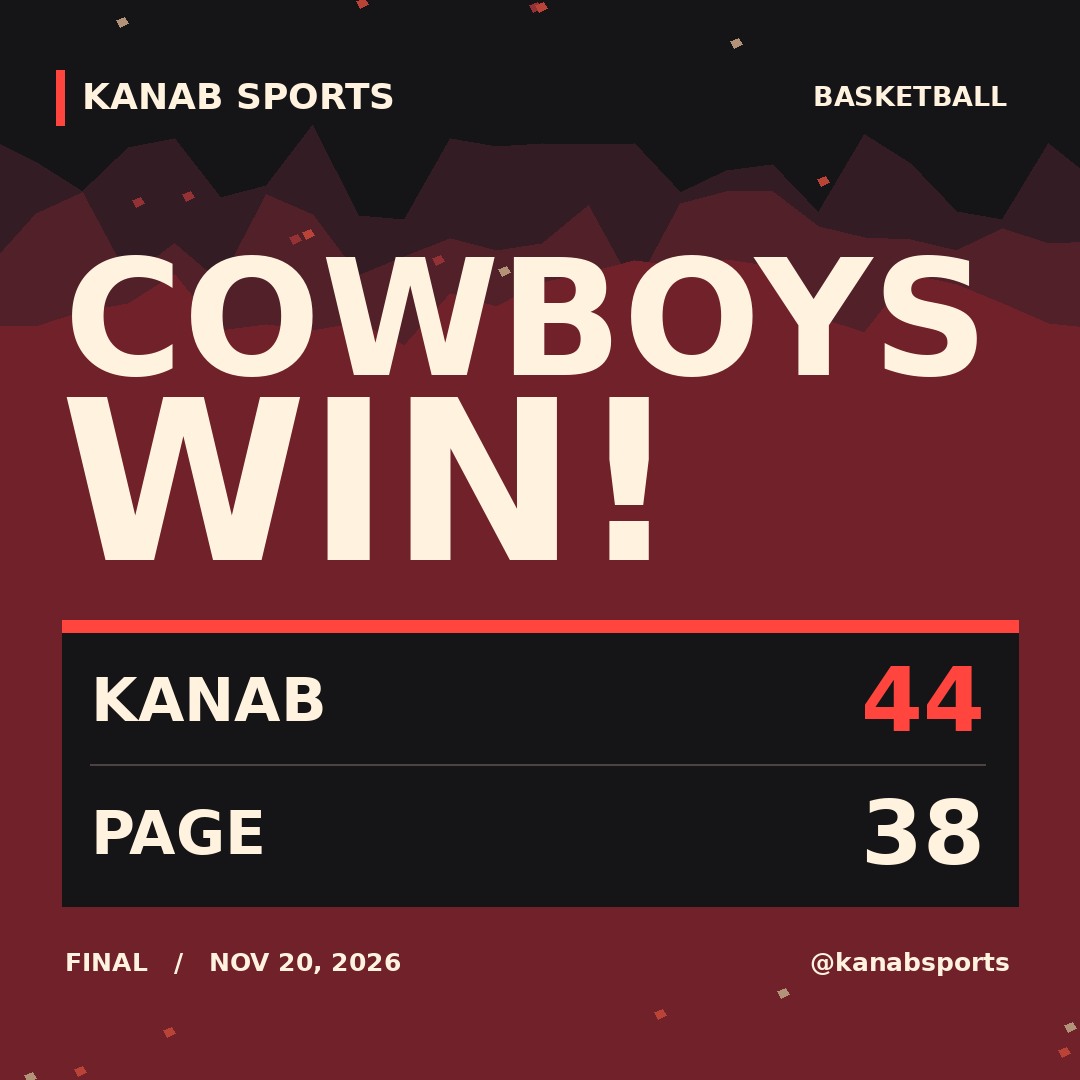 KANAB SPORTS
BASKETBALL
COWBOYS
WIN!
KANAB 44
PAGE 38
FINAL / NOV 20, 2026
@kanabsports